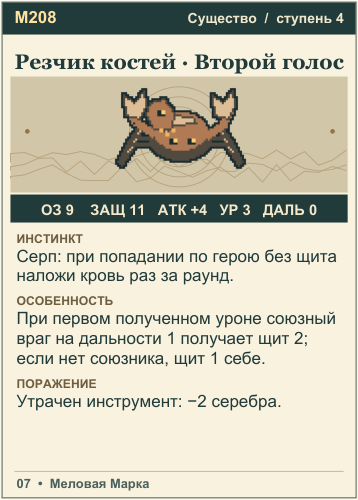 M208
Существо / ступень 4
Резчик костей · Второй голос
ОЗ 9 ЗАЩ 11 АТК +4 УР 3 ДАЛЬ 0
ИНСТИНКТ
Серп: при попадании по герою без щита
наложи кровь раз за раунд.
ОСОБЕННОСТЬ
При первом полученном уроне союзный
враг на дальности 1 получает щит 2;
если нет союзника, щит 1 себе.
ПОРАЖЕНИЕ
Утрачен инструмент: −2 серебра.
07 • Меловая Марка